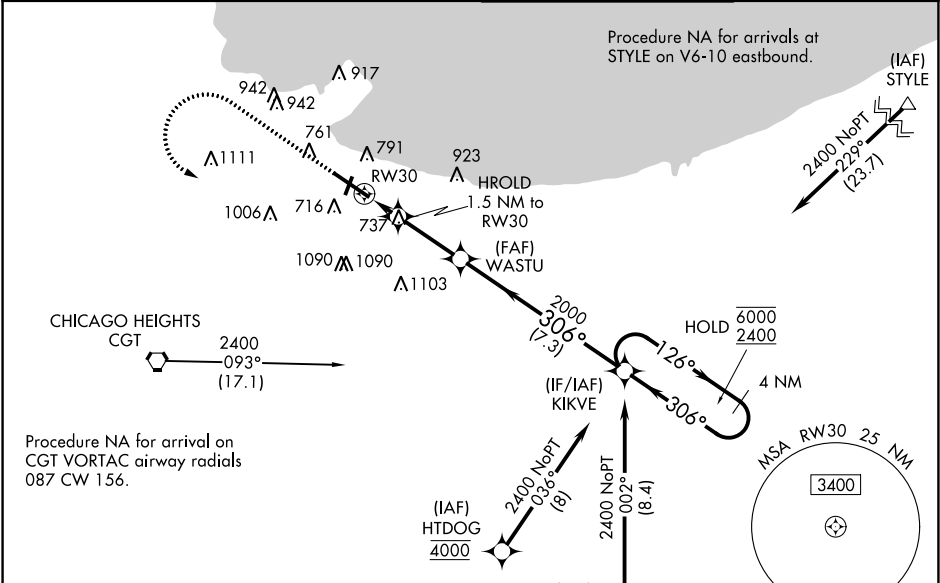 Procedure NA for arrivals at
STYLE on V6-10 eastbound.
(IAF)
STYLE
2400 NoPT
229°
(23.7)
917
942
942
761
791
1111
RW30
923
HROLD
1.5 NM to
RW30
716
737
1006
1090
1090
1103
(FAF)
WASTU
2000
306°
(7.3)
CHICAGO HEIGHTS
CGT
2400
093°
(17.1)
HOLD
6000
2400
126°
306°
4 NM
(IF/IAF)
KIKVE
Procedure NA for arrival on
CGT VORTAC airway radials
087 CW 156.
2400 NoPT
036°
(8)
(IAF)
HTDOG
4000
2400 NoPT
002°
(8.4)
MSA RW30 25 NM
3400